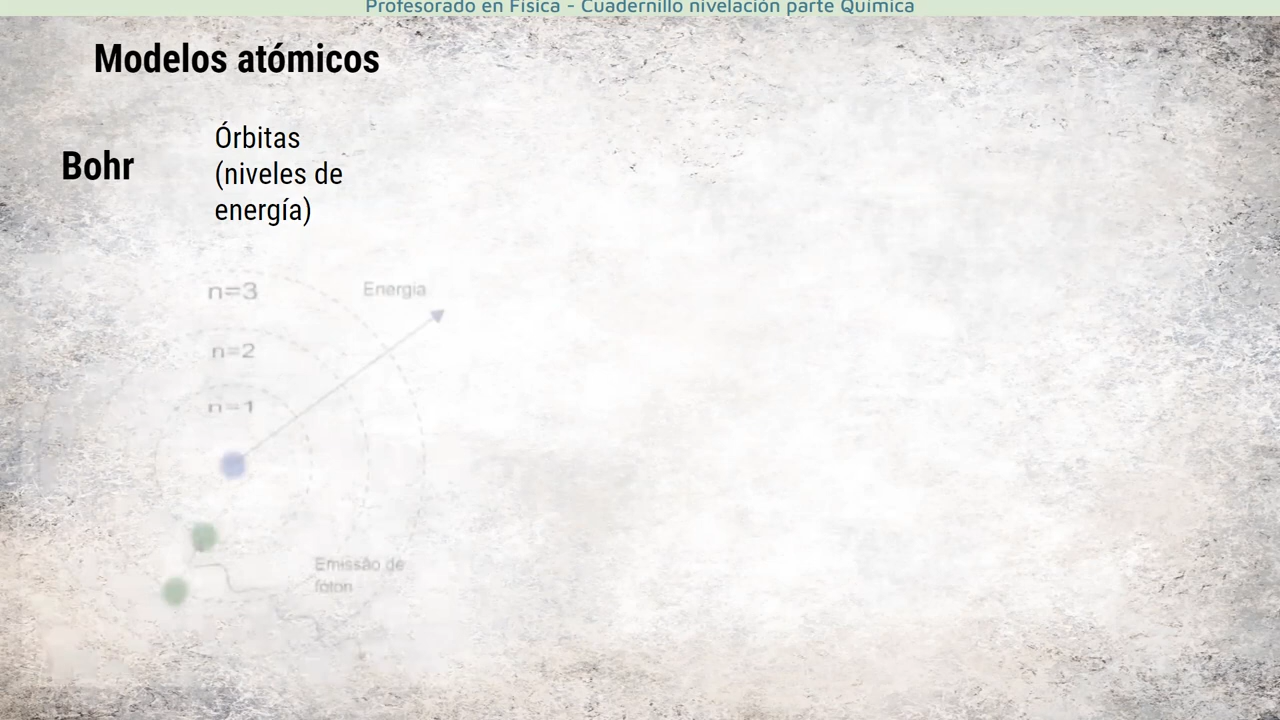 Profesorado en Física - Cuadernillo nivelación parte Química
Modelos atómicos
Bohr
Órbitas
(niveles de
energía)
n=3
Energia
n=2
n=1
Emissão de
fóton